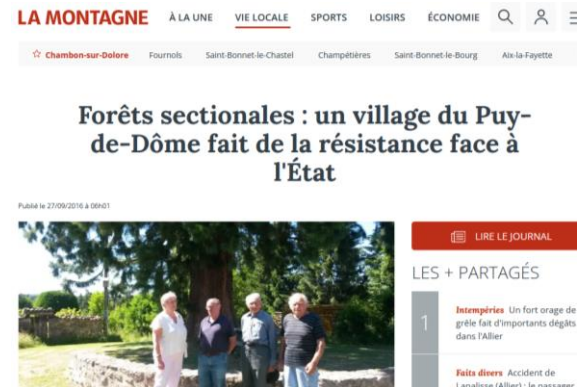 LA MONTAGNE À LA UNE VIE LOCALE SPORTS LOISIRS ÉCONOMIE
Chambon-sur-Dolore Fournols Saint-Bonnet-le-Chastel Champétières Saint-Bonnet-le-Bourg Aix-la-Fayette
Forêts sectionales : un village du Puy-
de-Dôme fait de la résistance face à
l'État
Publié le 27/09/2016 à 06h01
LIRE LE JOURNAL
LES + PARTAGÉS
1
Intempéries Un fort orage de
grêle fait d'importants dégâts
dans l'Allier
Faits divers Accident de
Lapalisse (Allier) : le passager